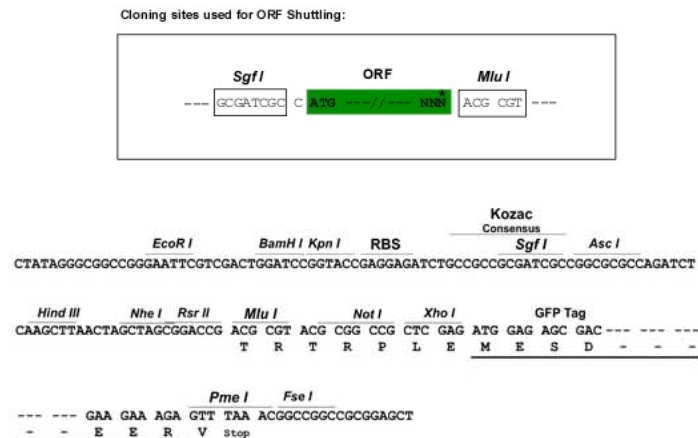 Cloning sites used for ORF Shuttling:
Sgf I ORF Mlu I
*
--- GCGATCGC C ATG ---//--- NNN ACG CGT ---
Kozac
Consensus
EcoR I BamH I Kpn I RBS Sgf I Asc I
CTATAGGGCGGCCGGGAATTCGTCGACTGGATCCGGTACCGAGGAGATCTGCCGCCGCGATCGCCGGCGCGCCAGATCT
Hind III Nhe I Rsr II Mlu I Not I Xho I GFP Tag
CAAGCTTAACTAGCTAGCGGACCG ACG CGT ACG CGG CCG CTC GAG ATG GAG AGC GAC --- --- ---
T R T R P L E M E S D - - -
Pme I Fse I
--- --- GAA GAA AGA GTT TAA ACGGCCGGCCGCGGAGCT
- - E E R V Stop